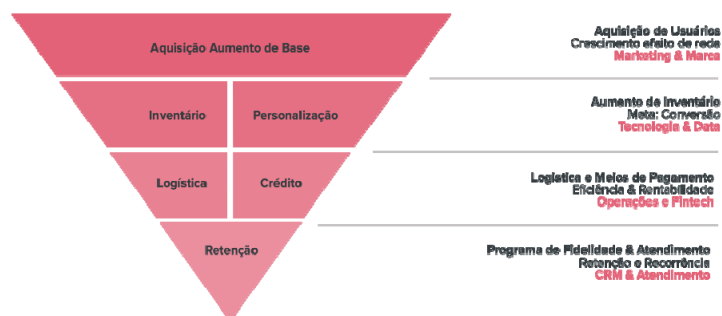 Aquisição Aumento de Base
Aquisição de Usuários
Crescimento efeito de rede
Marketing & Marca
Inventário
Personalização
Aumento de Inventário
Meta: Conversão
Tecnologia & Data
Logística
Crédito
Logística e Meios de Pagamento
Eficiência & Rentabilidade
Operações e Fintech
Retenção
Programa de Fidelidade & Atendimento
Retenção e Recorrência
CRM & Atendimento